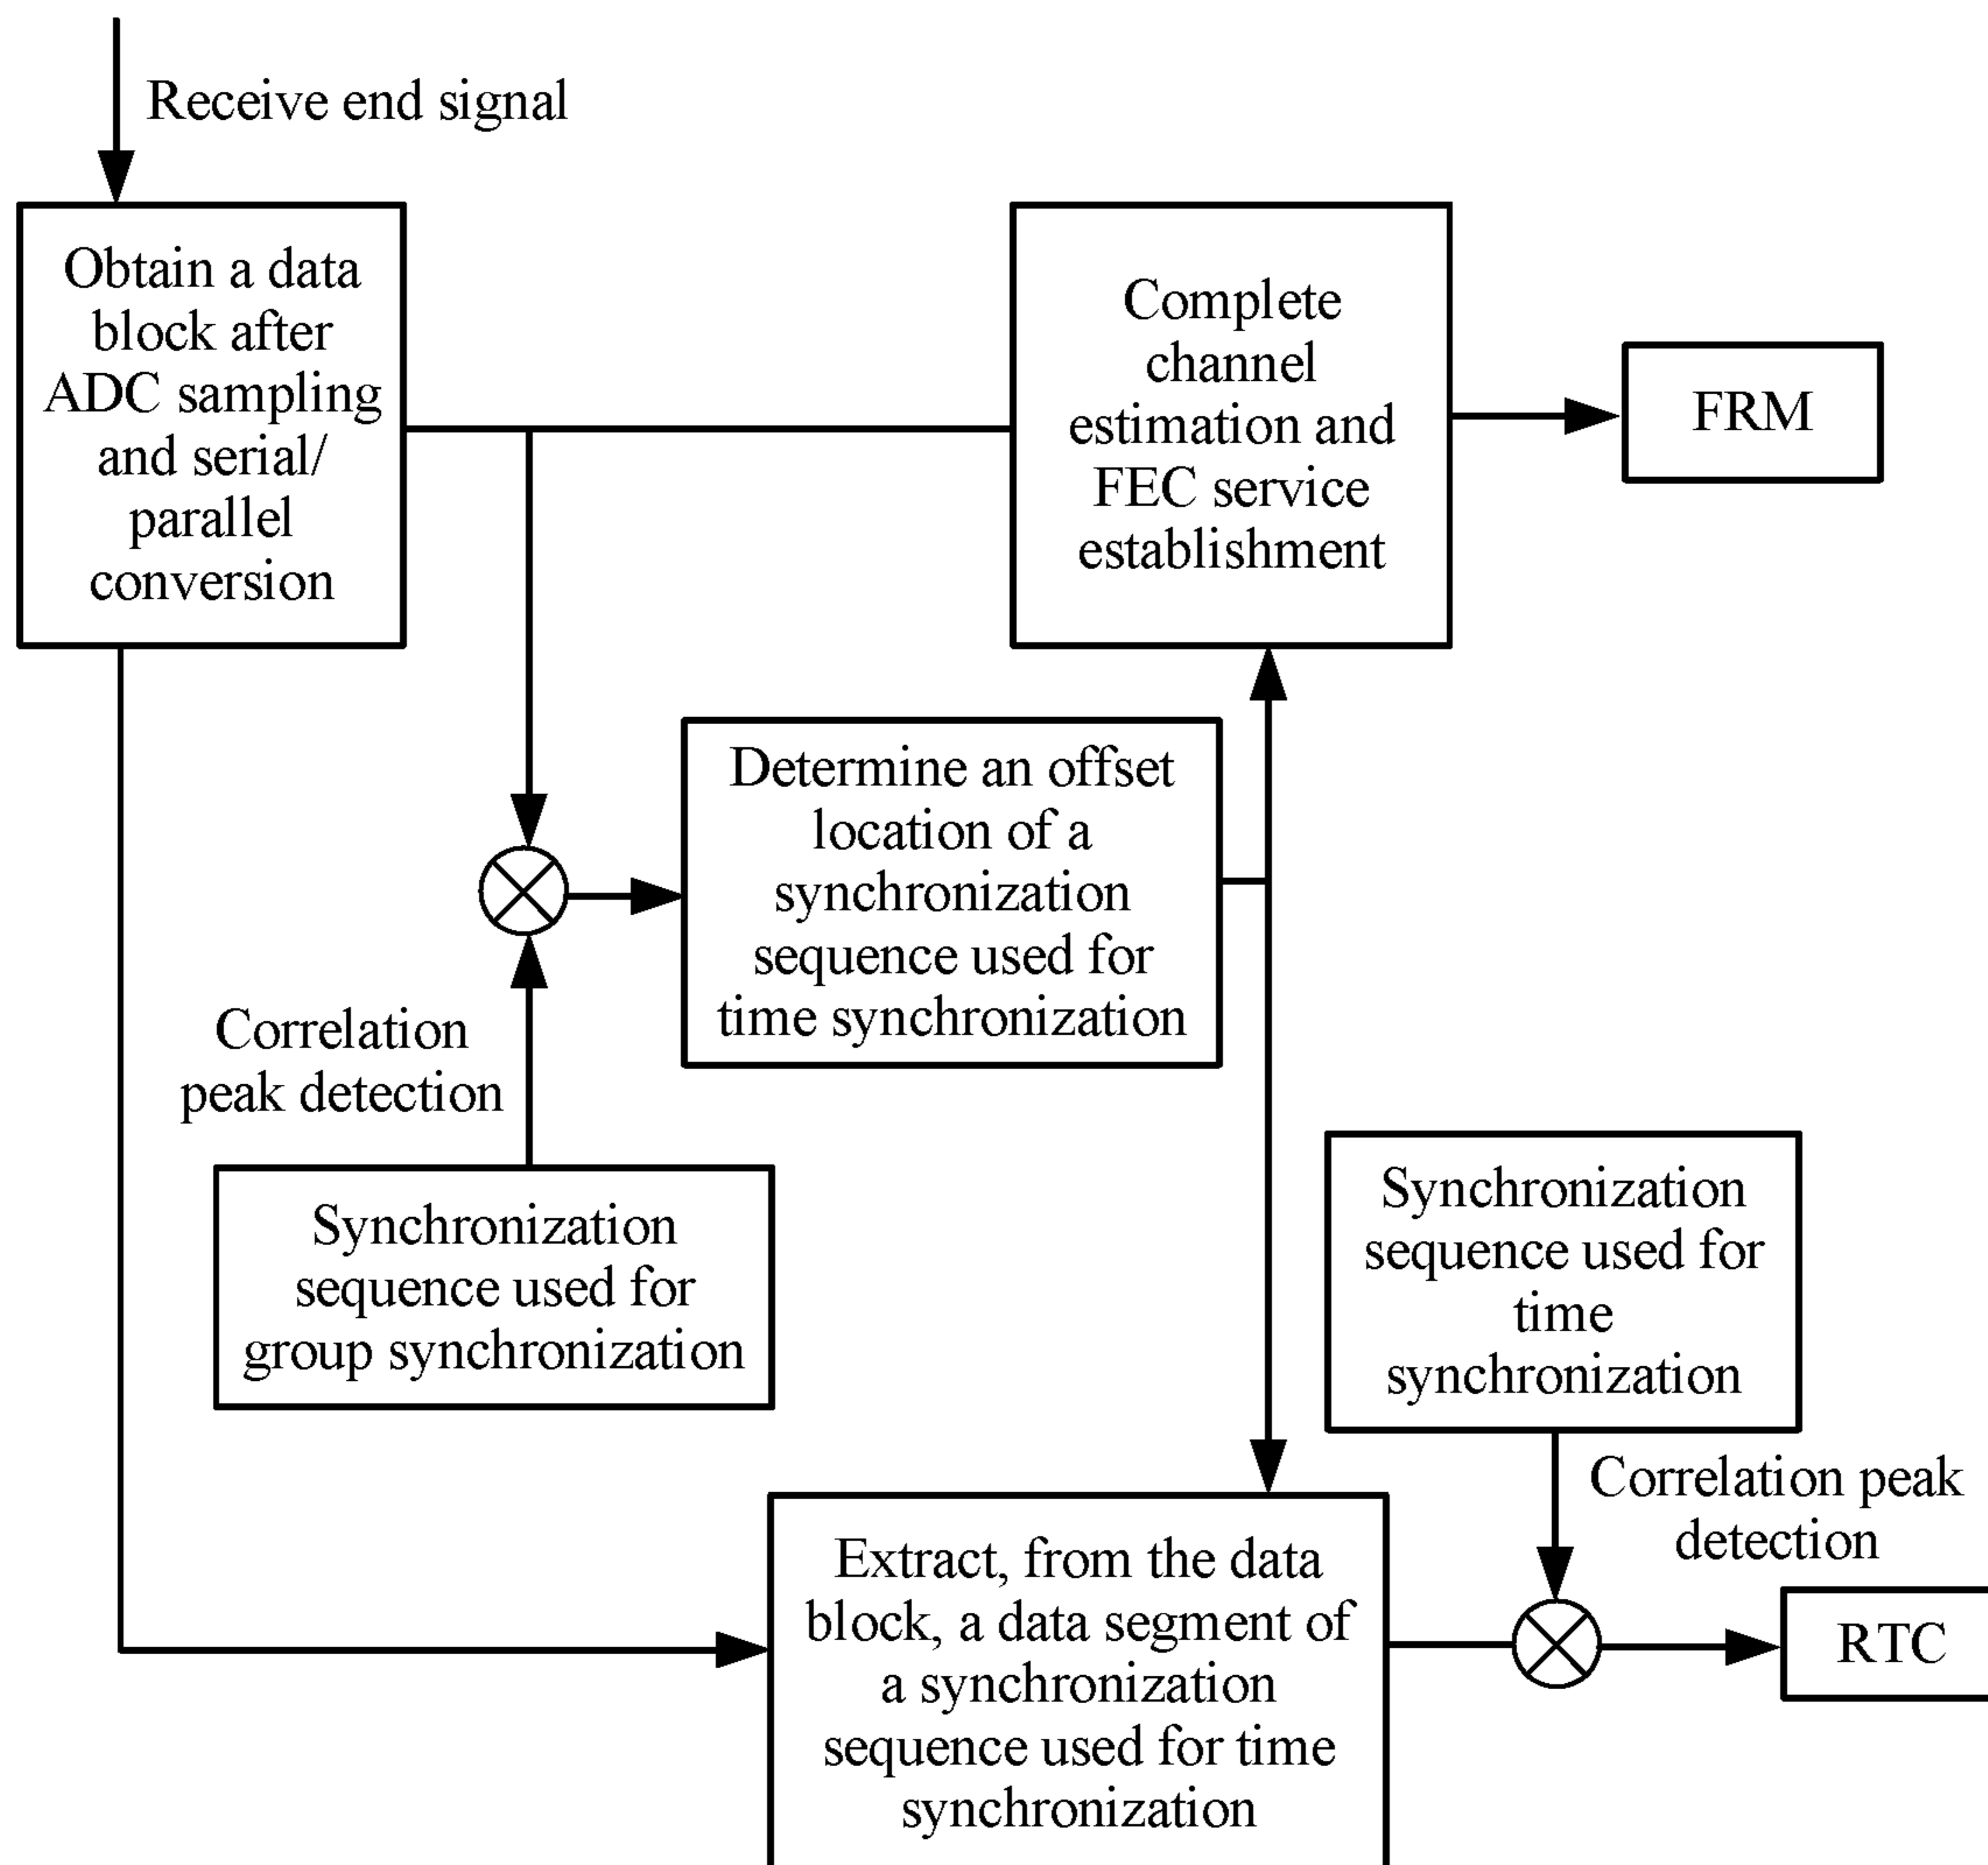 Receive end signal
Obtain a data
block after
ADC sampling
and serial/
parallel
conversion
Complete
channel
estimation and
FEC service
establishment
FRM
Determine an offset
location of a
synchronization
sequence used for
time synchronization
Correlation
peak detection
Synchronization
sequence used for
group synchronization
Synchronization
sequence used for
time
synchronization
Correlation peak
detection
Extract, from the data
block, a data segment of
a synchronization
sequence used for time
synchronization
RTC